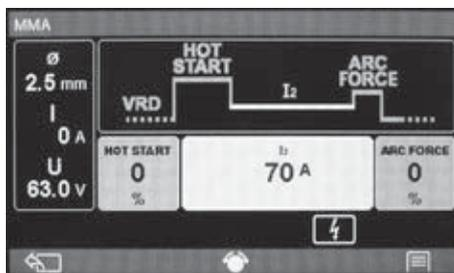 MMA
ø
2.5 mm
I
0 A
U
63.0 V
VRD
HOT
START
I2
ARC
FORCE
HOT START
0
%
I2
70 A
ARC FORCE
0
%